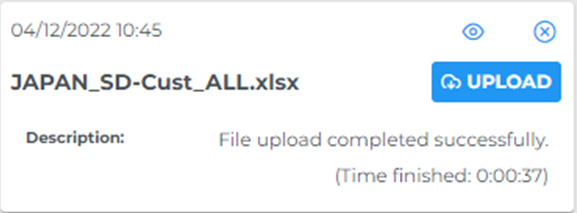 04/12/2022 10:45
JAPAN_SD-Cust_ALL.xlsx
UPLOAD
Description: File upload completed successfully.
(Time finished: 0:00:37)